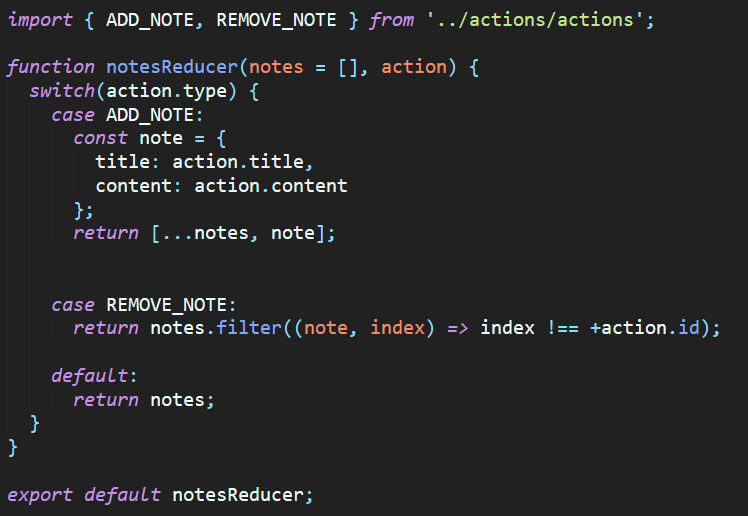 import { ADD_NOTE, REMOVE_NOTE } from '../actions/actions';
function notesReducer(notes = [], action) {
switch(action.type) {
case ADD_NOTE:
const note = {
title: action.title,
content: action.content
};
return [...notes, note];
case REMOVE_NOTE:
return notes.filter((note, index) => index !== +action.id);
default:
return notes;
}
}
export default notesReducer;